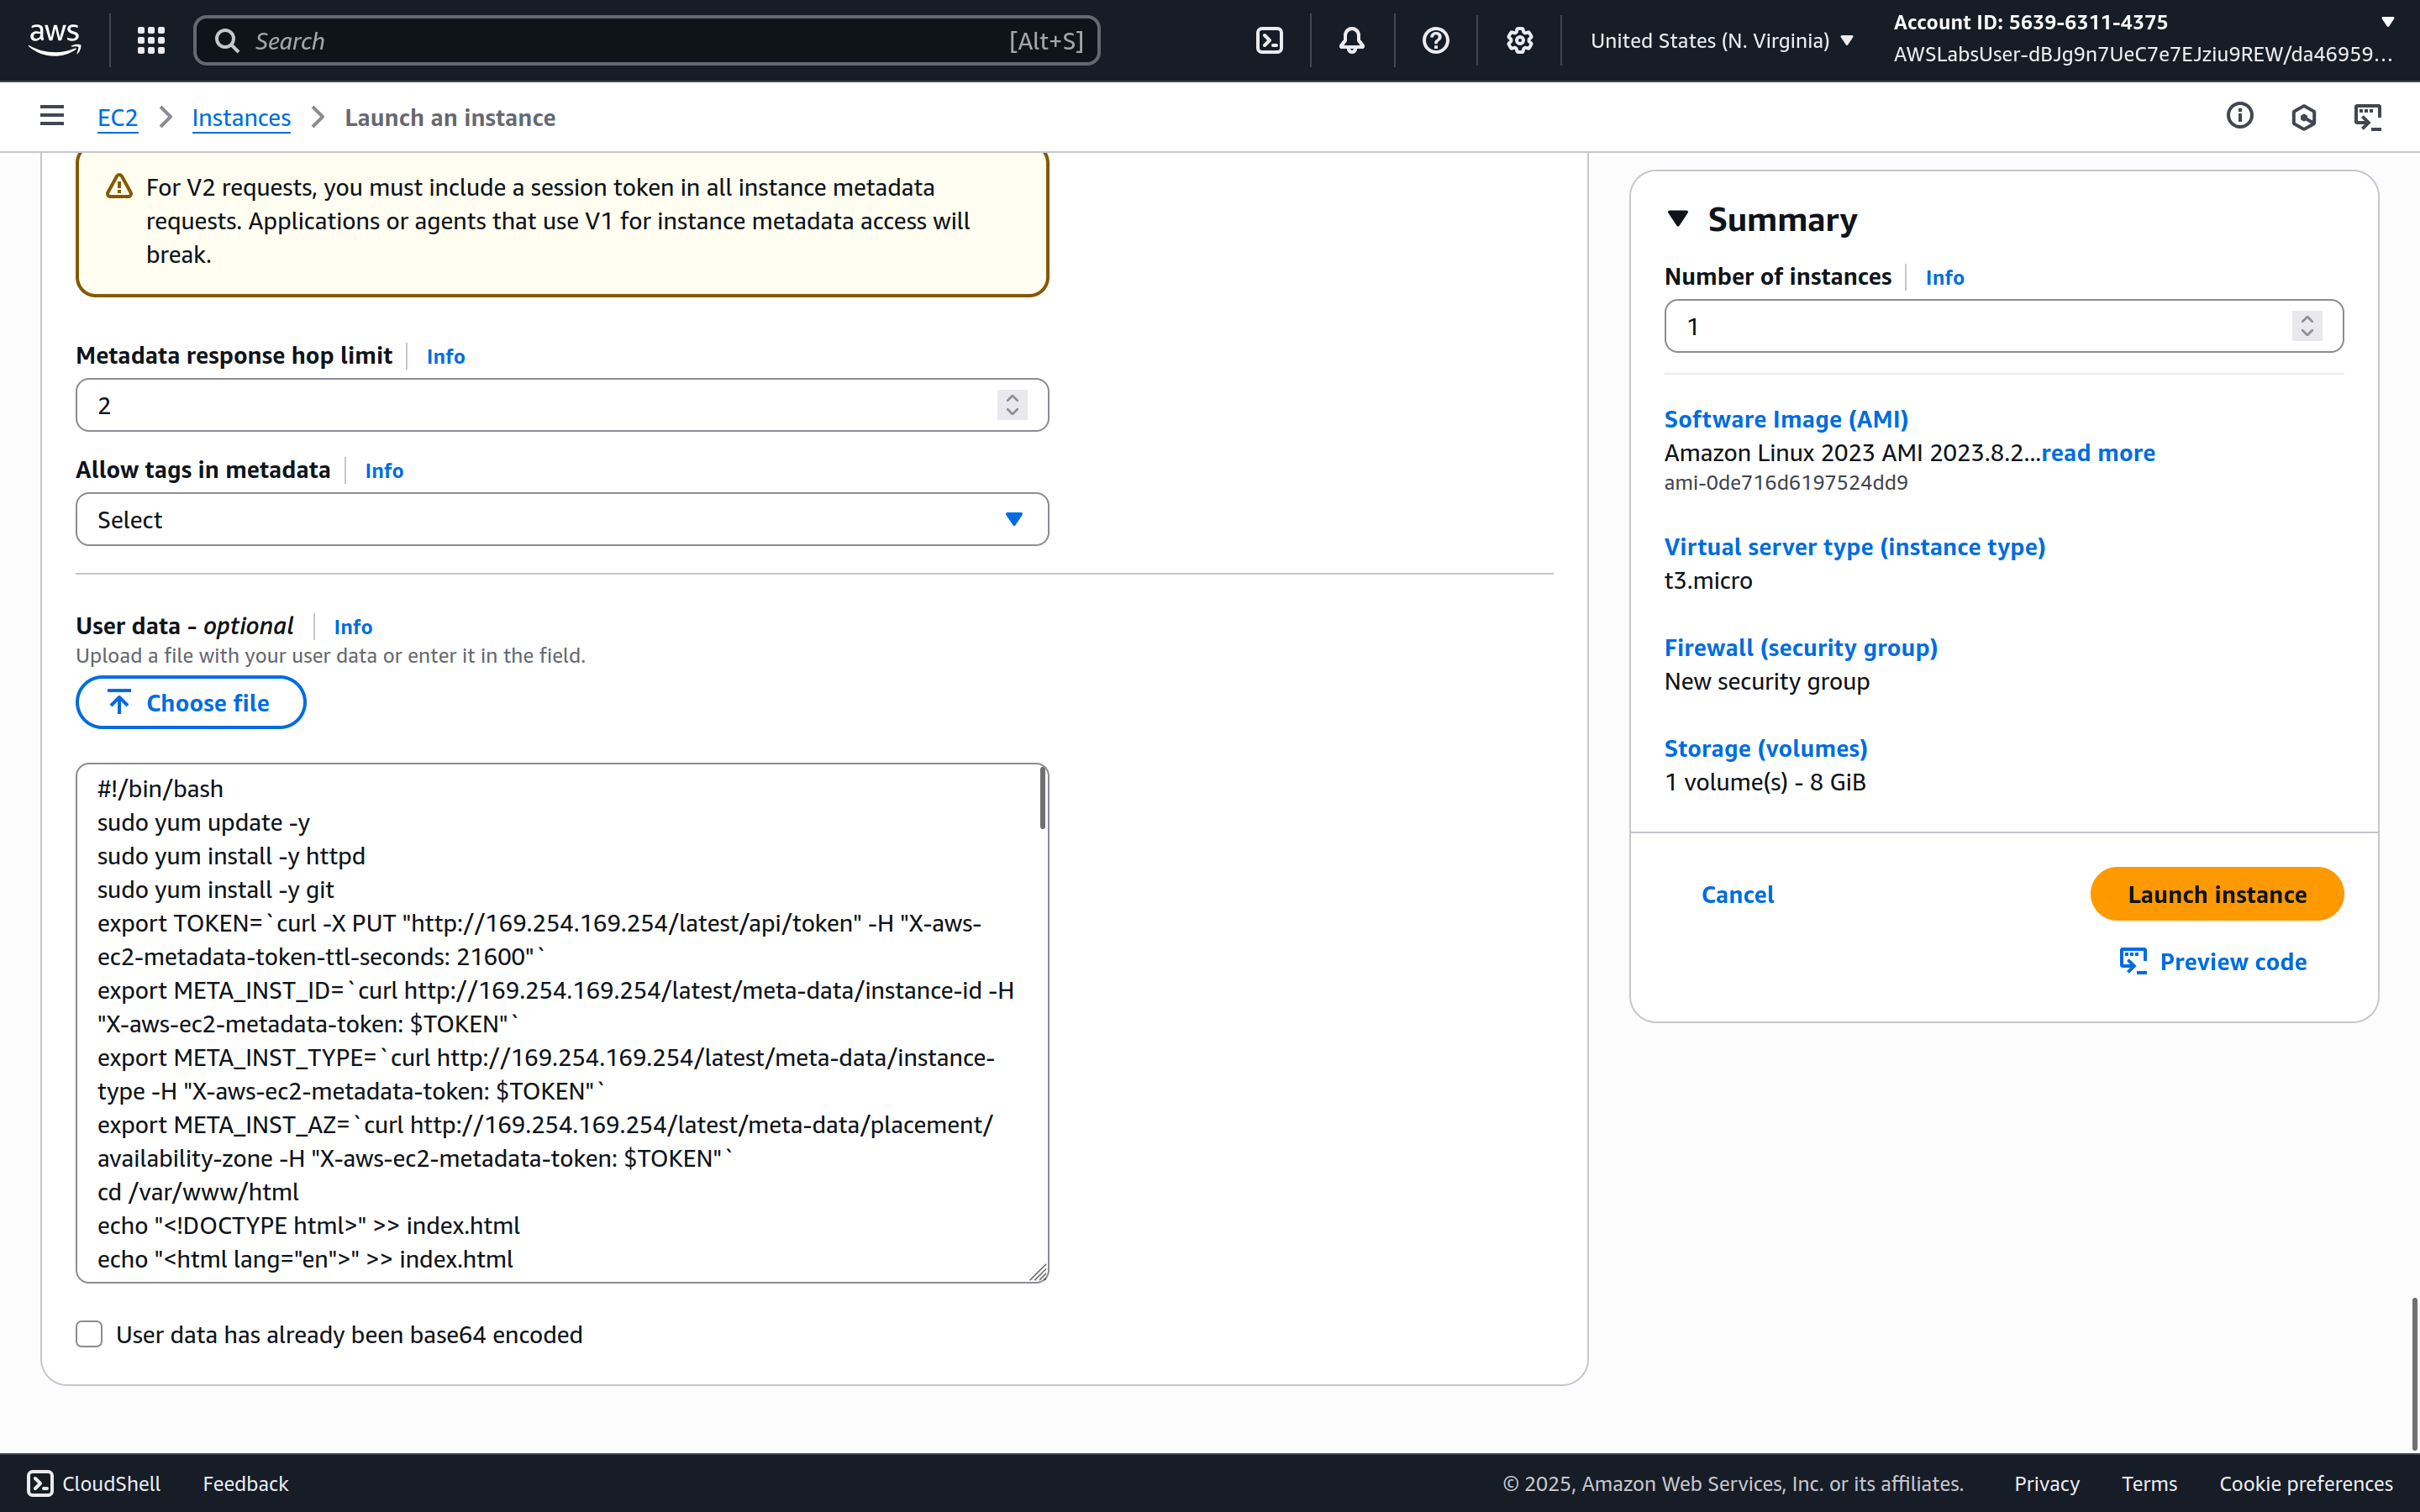 aws
Search [Alt+S]
United States (N. Virginia)
Account ID: 5639-6311-4375
AWSLabsUser-dBJg9n7UeC7e7EJziu9REW/da46959...
EC2 Instances Launch an instance
For V2 requests, you must include a session token in all instance metadata
requests. Applications or agents that use V1 for instance metadata access will
break.
Metadata response hop limit Info
2
Allow tags in metadata Info
Select
User data - optional Info
Upload a file with your user data or enter it in the field.
Choose file
#!/bin/bash
sudo yum update -y
sudo yum install -y httpd
sudo yum install -y git
export TOKEN=`curl -X PUT "http://169.254.169.254/latest/api/token" -H "X-aws-
ec2-metadata-token-ttl-seconds: 21600"`
export META_INST_ID=`curl http://169.254.169.254/latest/meta-data/instance-id -H
"X-aws-ec2-metadata-token: $TOKEN"`
export META_INST_TYPE=`curl http://169.254.169.254/latest/meta-data/instance-
type -H "X-aws-ec2-metadata-token: $TOKEN"`
export META_INST_AZ=`curl http://169.254.169.254/latest/meta-data/placement/
availability-zone -H "X-aws-ec2-metadata-token: $TOKEN"`
cd /var/www/html
echo "<!DOCTYPE html>" >> index.html
echo "<html lang="en">" >> index.html
User data has already been base64 encoded
Summary
Number of instances Info
1
Software Image (AMI)
Amazon Linux 2023 AMI 2023.8.2...read more
ami-0de716d6197524dd9
Virtual server type (instance type)
t3.micro
Firewall (security group)
New security group
Storage (volumes)
1 volume(s) - 8 GiB
Cancel Launch instance
Preview code
CloudShell Feedback © 2025, Amazon Web Services, Inc. or its affiliates. Privacy Terms Cookie preferences